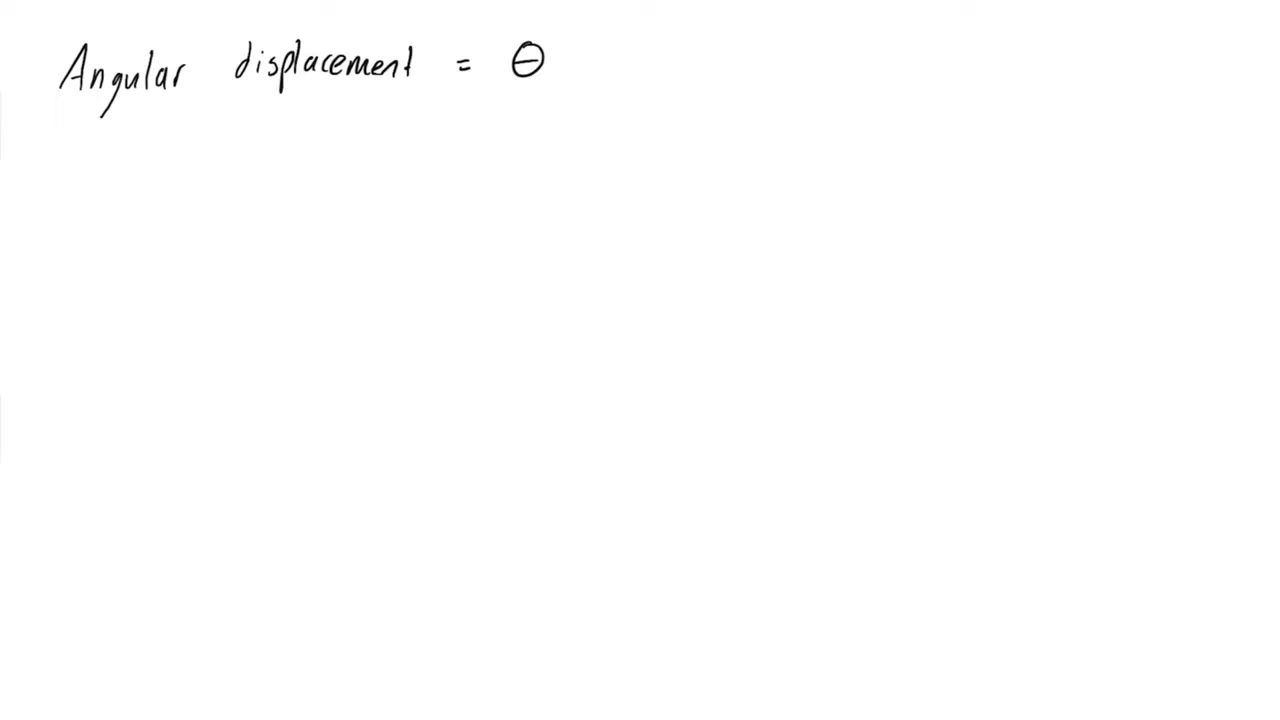 Angular displacement = θ